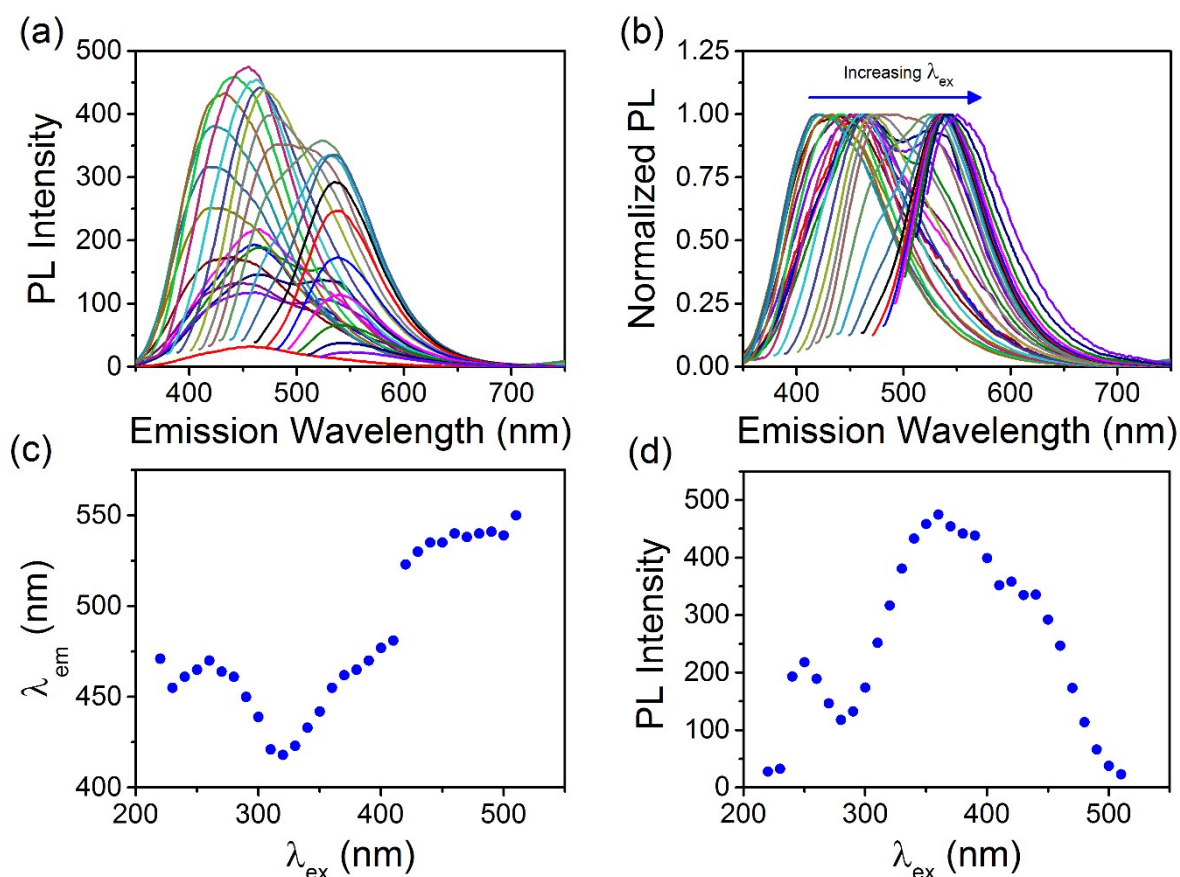 (a)
500
400
300
200
100
0
PL Intensity
400 500 600 700
Emission Wavelength (nm)
(b)
1.25
1.00
0.75
0.50
0.25
0.00
Normalized PL
Increasing λex
400 500 600 700
Emission Wavelength (nm)
(c)
550
500
450
400
λem (nm)
200 300 400 500
λex (nm)
(d)
500
400
300
200
100
0
PL Intensity
200 300 400 500
λex (nm)